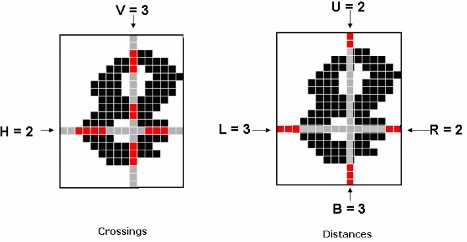 V = 3
U = 2
H = 2
L = 3
R = 2
B = 3
Crossings
Distances